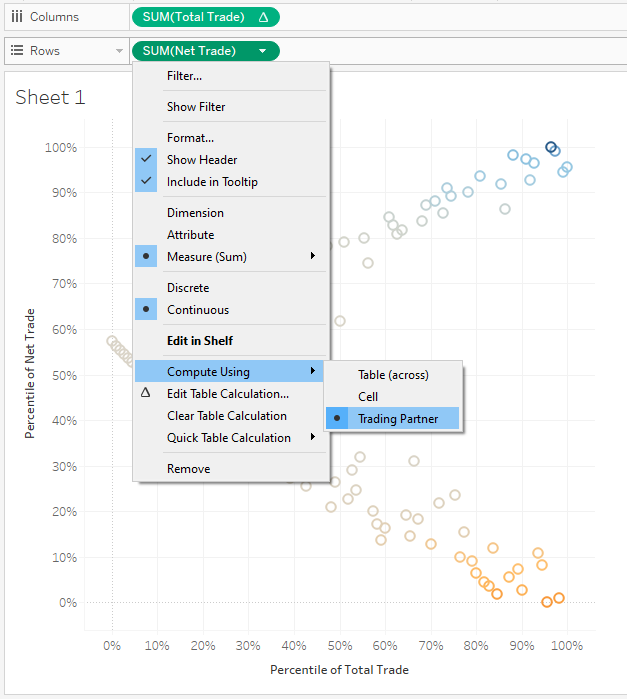 Columns
SUM(Total Trade)
Rows
SUM(Net Trade)
Sheet 1
Filter...
Show Filter
Format...
Show Header
Include in Tooltip
Dimension
Attribute
Measure (Sum)
Discrete
Continuous
Edit in Shelf
Compute Using
Edit Table Calculation...
Clear Table Calculation
Quick Table Calculation
Remove
Table (across)
Cell
Trading Partner
Percentile of Net Trade
100%
90%
80%
70%
60%
50%
40%
30%
20%
10%
0%
0% 10% 20% 30% 40% 50% 60% 70% 80% 90% 100%
Percentile of Total Trade